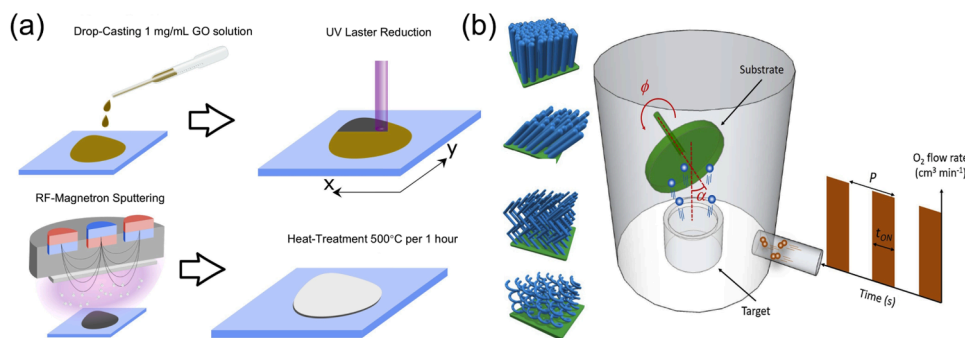 (a)
Drop-Casting 1 mg/mL GO solution
UV Laster Reduction
x
y
RF-Magnetron Sputtering
Heat-Treatment 500°C per 1 hour
(b)
ϕ
Substrate
α
Target
O₂ flow rate
(cm³ min⁻¹)
P
tON
Time (s)